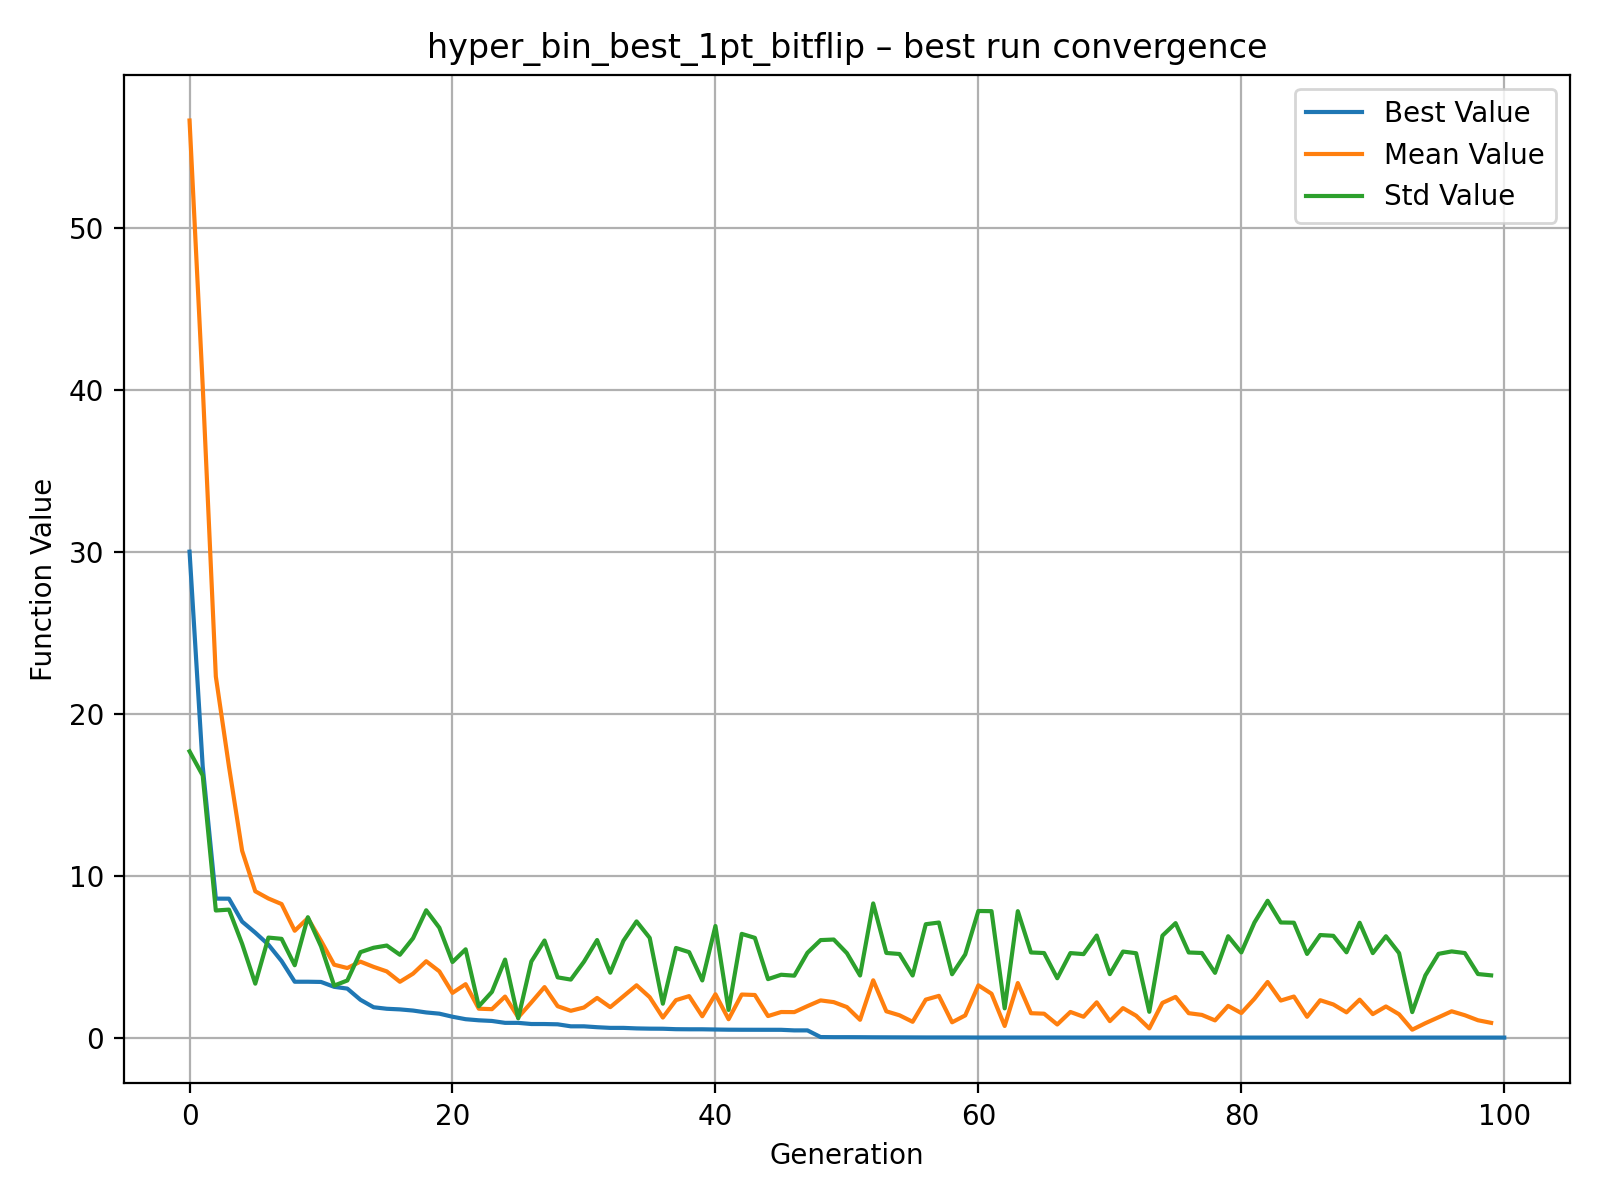 hyper_bin_best_1pt_bitflip – best run convergence
Best Value
Mean Value
Std Value
Function Value
50
40
30
20
10
0
0 20 40 60 80 100
Generation